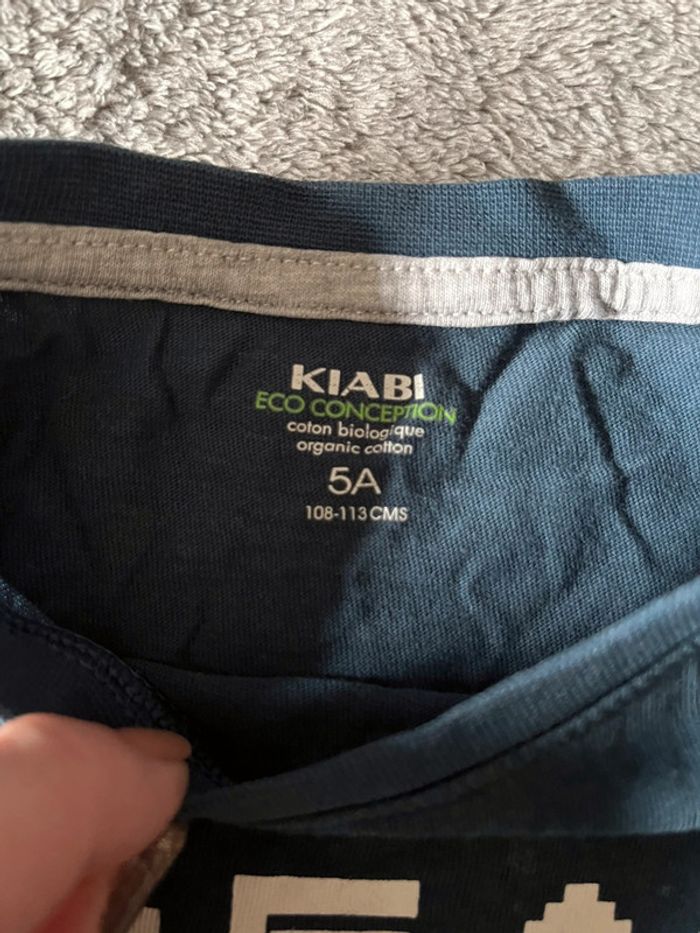 KIABI
ECO CONCEPTION
coton biologique
organic cotton
5A
108-113 CMS